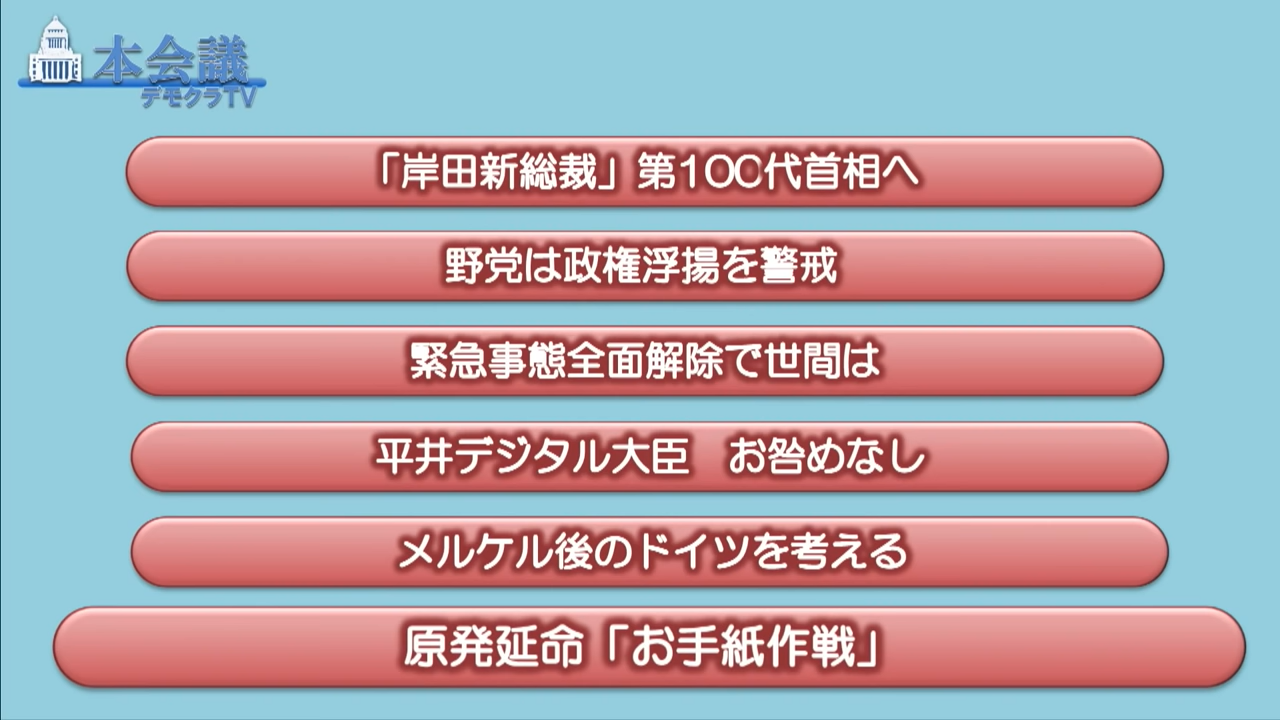 本会議
デモクラTV
「岸田新総裁」第100代首相へ
野党は政権浮揚を警戒
緊急事態全面解除で世間は
平井デジタル大臣　お咎めなし
メルケル後のドイツを考える
原発延命「お手紙作戦」